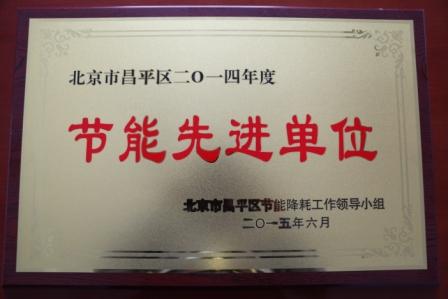 北京市昌平区二〇一四年度
节能先进单位
北京市昌平区节能降耗工作领导小组
二〇一五年六月